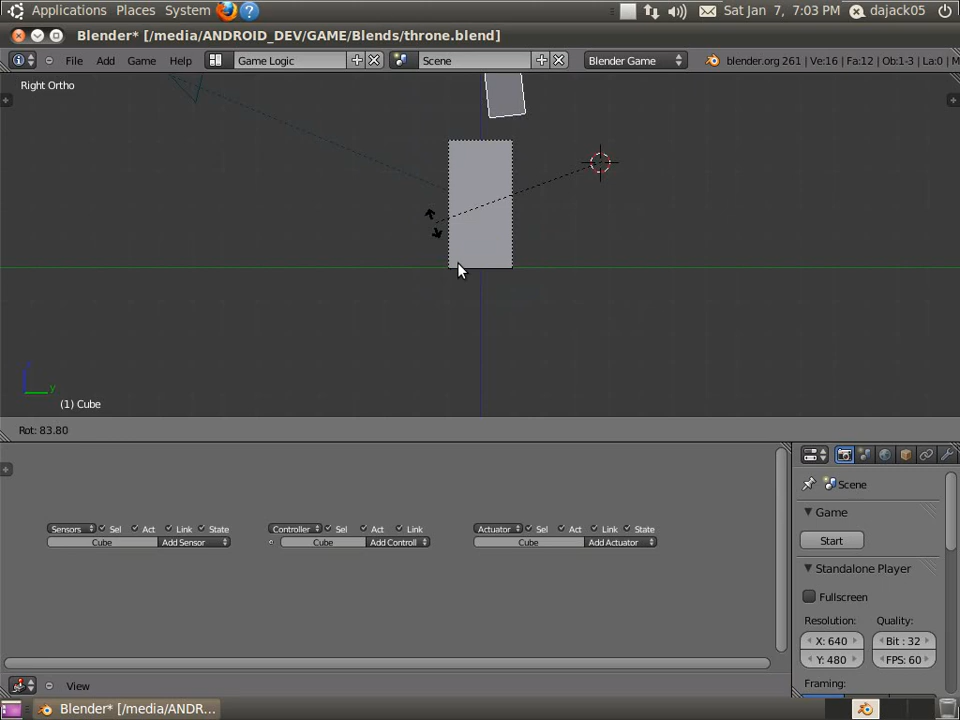 Applications Places System Sat Jan 7, 7:03 PM dajack05
Blender* [/media/ANDROID_DEV/GAME/Blends/throne.blend]
File Add Game Help Game Logic Scene Blender Game blender.org 261 | Ve:16 | Fa:12 | Ob:1-3 | La:0 | M
Right Ortho
y
(1) Cube
Rot: 83.80
Sensors Sel Act Link State Controller Sel Act Link Actuator Sel Act Link State
Cube Add Sensor Cube Add Controll Cube Add Actuator
Scene
Game
Start
Standalone Player
Fullscreen
Resolution: Quality:
X: 640 Bit : 32
Y: 480 FPS: 60
Framing:
View
Blender* [/media/ANDR...